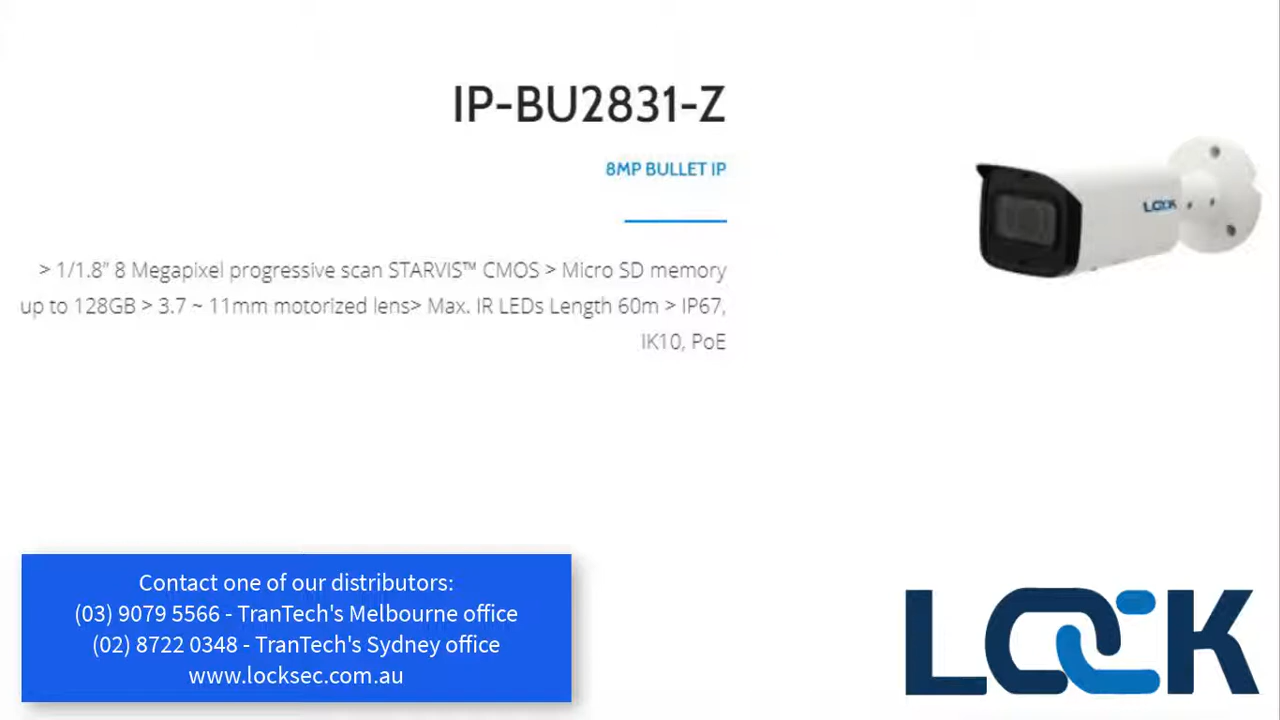 IP-BU2831-Z
8MP BULLET IP
> 1/1.8” 8 Megapixel progressive scan STARVIS™ CMOS > Micro SD memory
up to 128GB > 3.7 ~ 11mm motorized lens> Max. IR LEDs Length 60m > IP67,
IK10, PoE
LOCK
Contact one of our distributors:
(03) 9079 5566 - TranTech's Melbourne office
(02) 8722 0348 - TranTech's Sydney office
www.locksec.com.au
LOCK